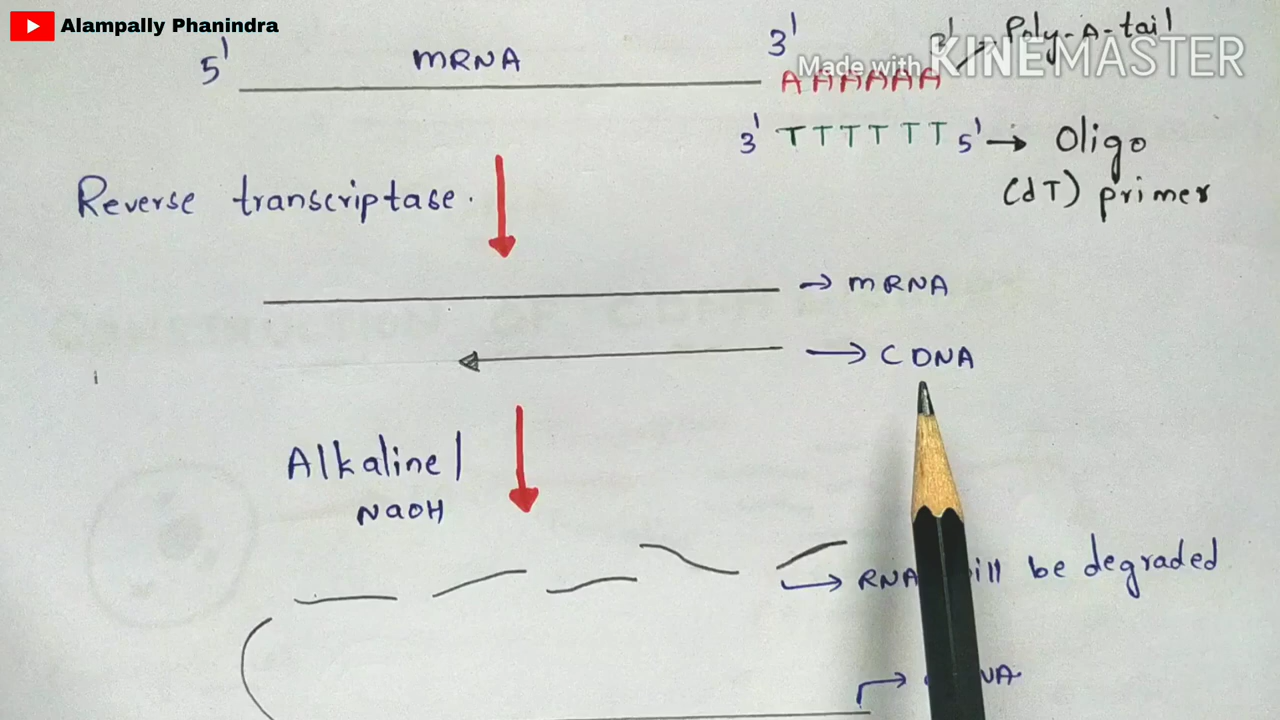 Alampally Phanindra
5' mRNA 3' Poly-A-tail
Made with KINEMASTER
AAAAAA
3' TTTTTT 5' → Oligo
(dT) primer
Reverse transcriptase.
→ mRNA
→ CDNA
Alkaline/
NaOH
→ RNA will be degraded